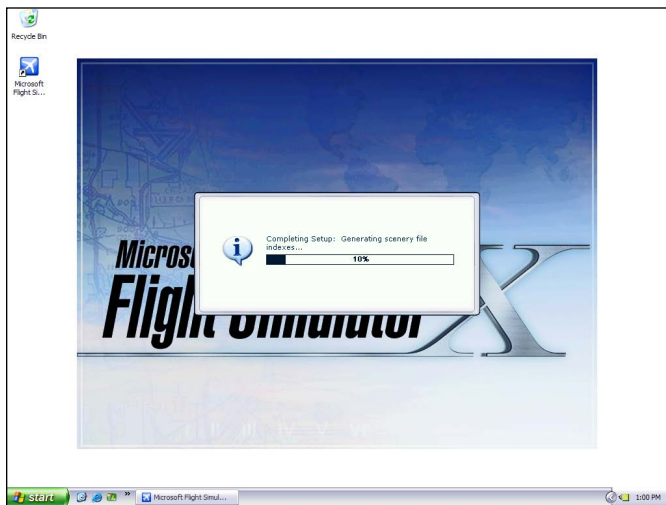 Recycle Bin
Microsoft
Flight Si...
Completing Setup: Generating scenery file
indexes...
10%
Flight Simulator X
start
»
Microsoft Flight Simul...
1:00 PM